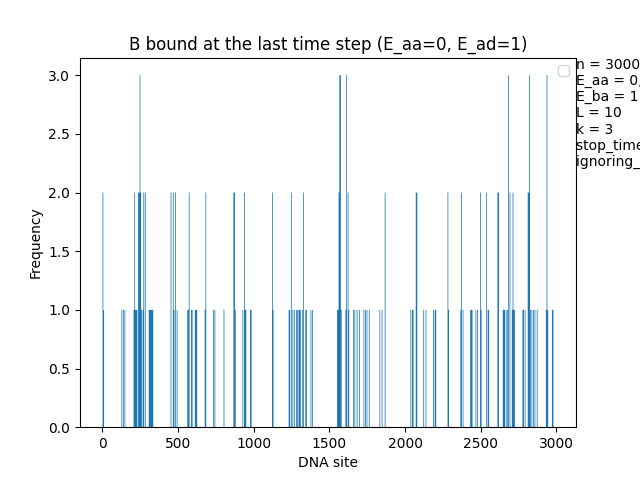 B bound at the last time step (E_aa=0, E_ad=1)
n = 3000
E_aa = 0,
E_ba = 1
L = 10
k = 3
stop_time
ignoring_
Frequency
3.0
2.5
2.0
1.5
1.0
0.5
0.0
0 500 1000 1500 2000 2500 3000
DNA site